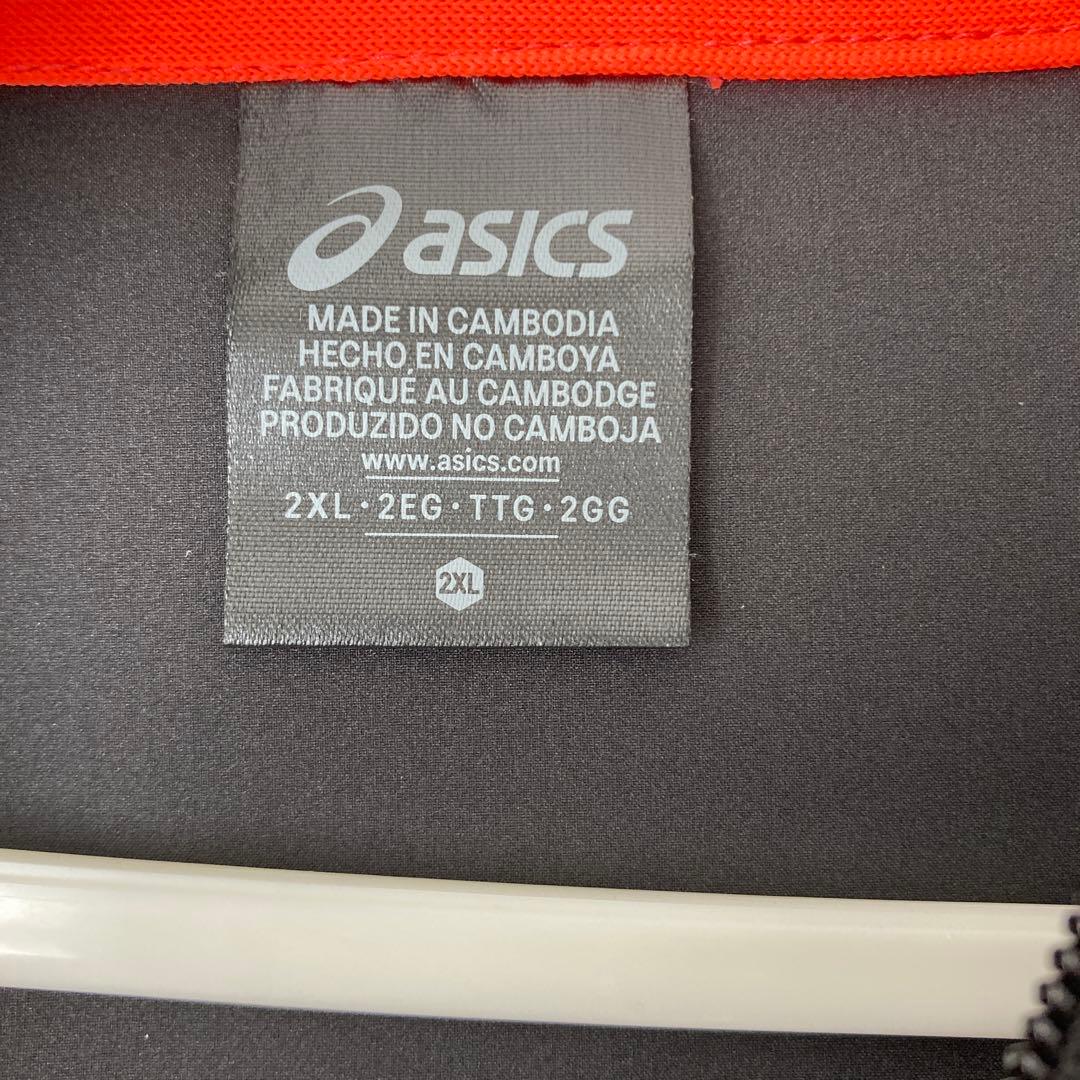 asics
MADE IN CAMBODIA
HECHO EN CAMBOYA
FABRIQUÉ AU CAMBODGE
PRODUZIDO NO CAMBOJA
www.asics.com
2XL·2EG·TTG·2GG
2XL